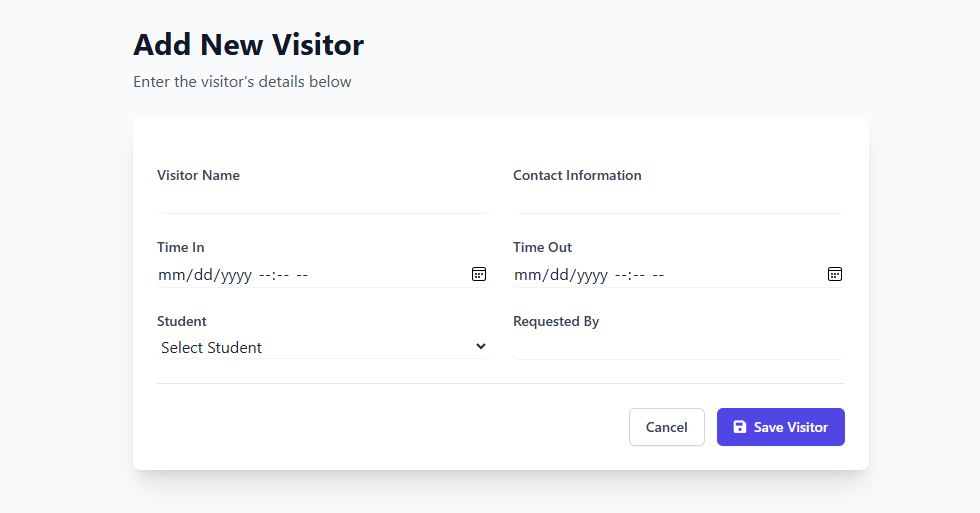 Add New Visitor
Enter the visitor's details below
Visitor Name
Contact Information
Time In
Time Out
mm/dd/yyyy --:-- --
mm/dd/yyyy --:-- --
Student
Requested By
Select Student
Cancel
Save Visitor